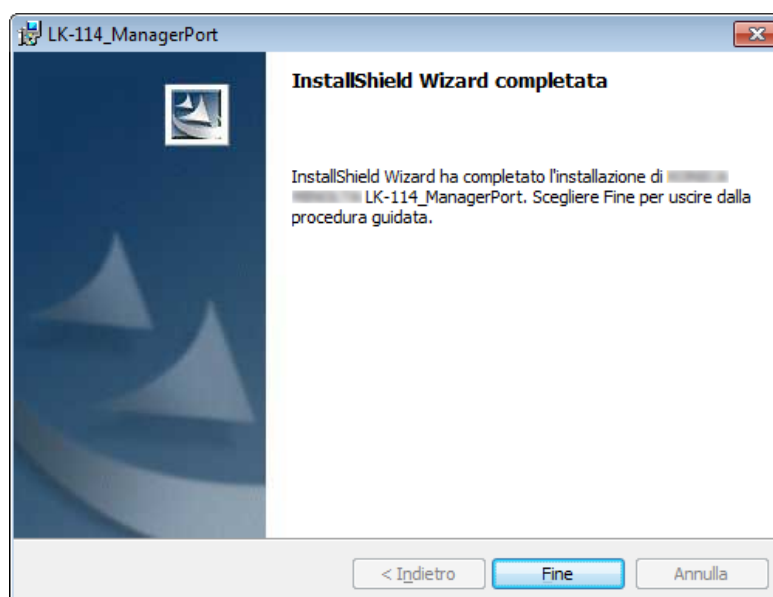 LK-114_ManagerPort
InstallShield Wizard completata
InstallShield Wizard ha completato l'installazione di
LK-114_ManagerPort. Scegliere Fine per uscire dalla
procedura guidata.
< Indietro
Fine
Annulla